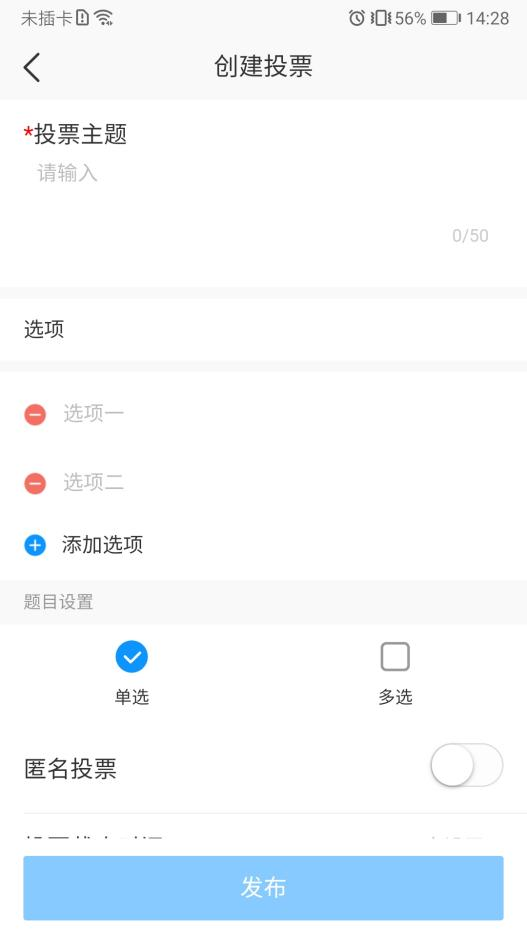 未插卡 56% 14:28
创建投票
*投票主题
请输入
0/50
选项
选项一
选项二
添加选项
题目设置
单选 多选
匿名投票
发布